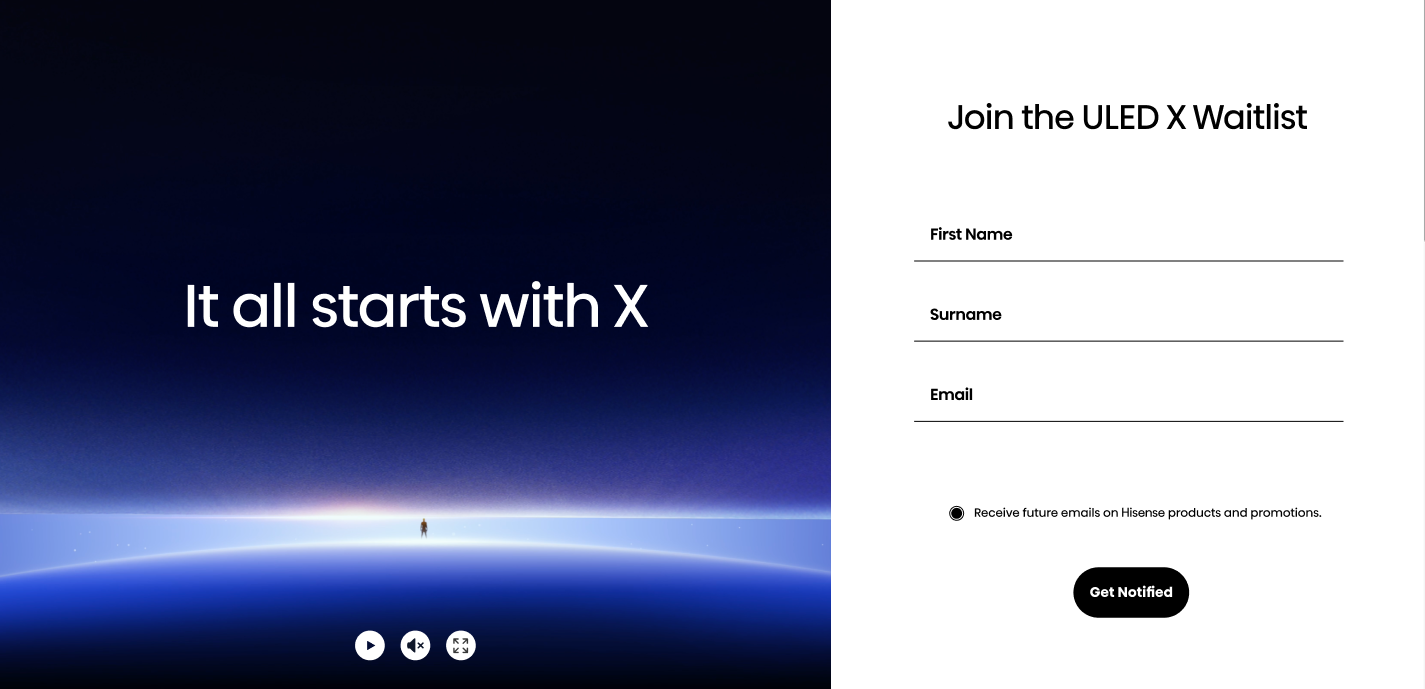 It all starts with X
Join the ULED X Waitlist
First Name
Surname
Email
Receive future emails on Hisense products and promotions.
Get Notified